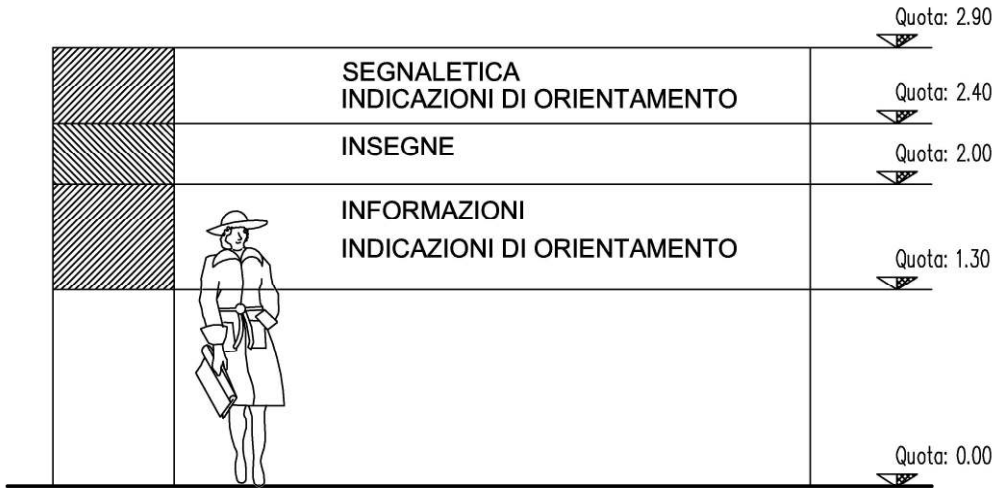 Quota: 2.90
SEGNALETICA
INDICAZIONI DI ORIENTAMENTO
Quota: 2.40
INSEGNE
Quota: 2.00
INFORMAZIONI
INDICAZIONI DI ORIENTAMENTO
Quota: 1.30
Quota: 0.00